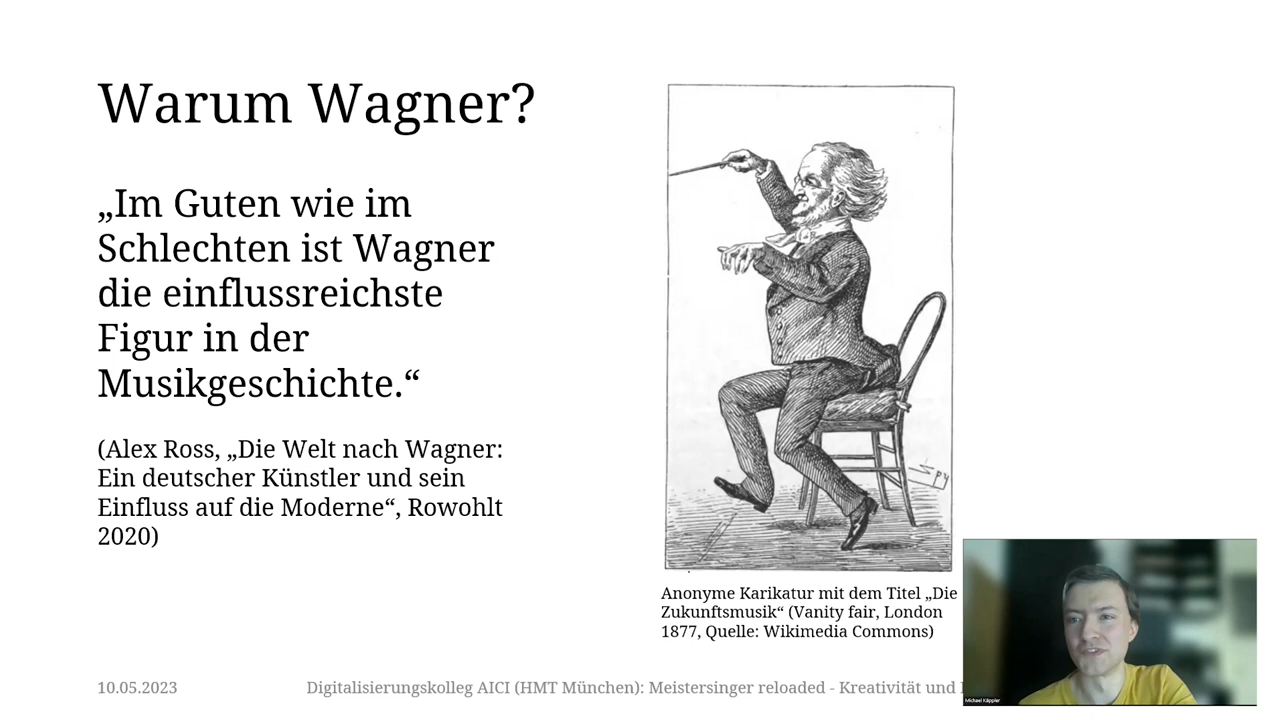 Warum Wagner?
„Im Guten wie im
Schlechten ist Wagner
die einflussreichste
Figur in der
Musikgeschichte.“
(Alex Ross, „Die Welt nach Wagner:
Ein deutscher Künstler und sein
Einfluss auf die Moderne“, Rowohlt
2020)
Spy
Anonyme Karikatur mit dem Titel „Die
Zukunftsmusik“ (Vanity fair, London
1877, Quelle: Wikimedia Commons)
10.05.2023
Digitalisierungskolleg AICI (HMT München): Meistersinger reloaded - Kreativität und
Michael Käppler